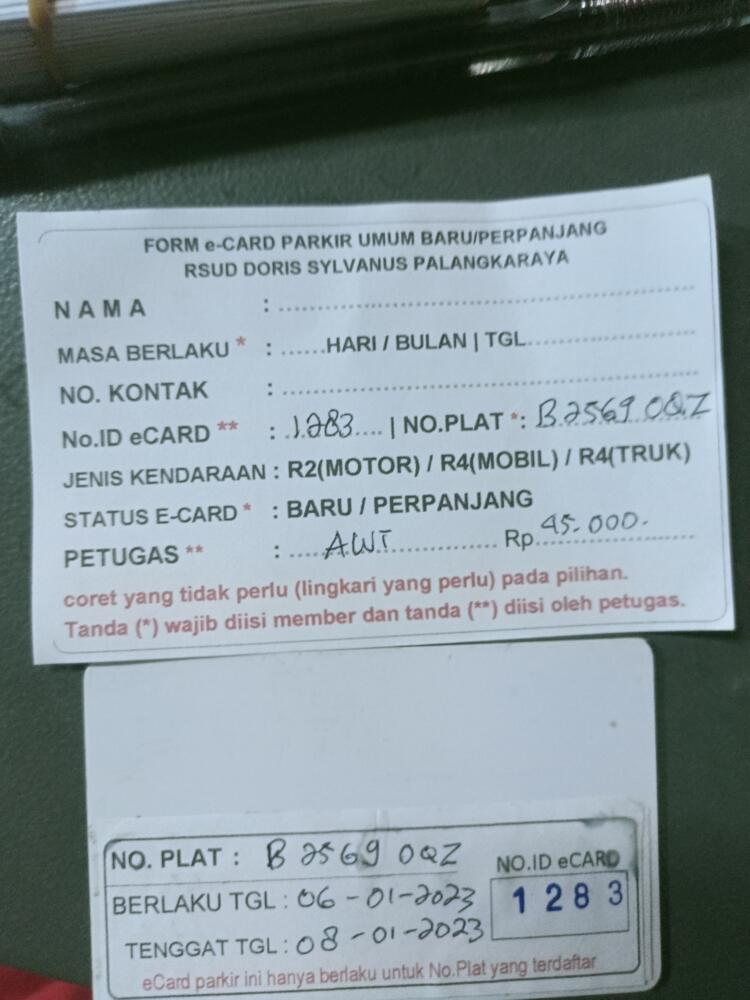 FORM e-CARD PARKIR UMUM BARU/PERPANJANG
RSUD DORIS SYLVANUS PALANGKARAYA
NAMA : ......
MASA BERLAKU * : ......HARI / BULAN | TGL......
NO. KONTAK : ......
No.ID eCARD ** : .1283.... | NO.PLAT *: B 2569 OQZ
JENIS KENDARAAN : R2(MOTOR) / R4(MOBIL) / R4(TRUK)
STATUS E-CARD * : BARU / PERPANJANG
PETUGAS ** : ......AWI...... Rp. 45.000.-
coret yang tidak perlu (lingkari yang perlu) pada pilihan.
Tanda (*) wajib diisi member dan tanda (**) diisi oleh petugas.
NO. PLAT : B 2569 OQZ
NO.ID eCARD
BERLAKU TGL : 06-01-2023
1283
TENGGAT TGL : 08-01-2023
eCard parkir ini hanya berlaku untuk No.Plat yang terdaftar